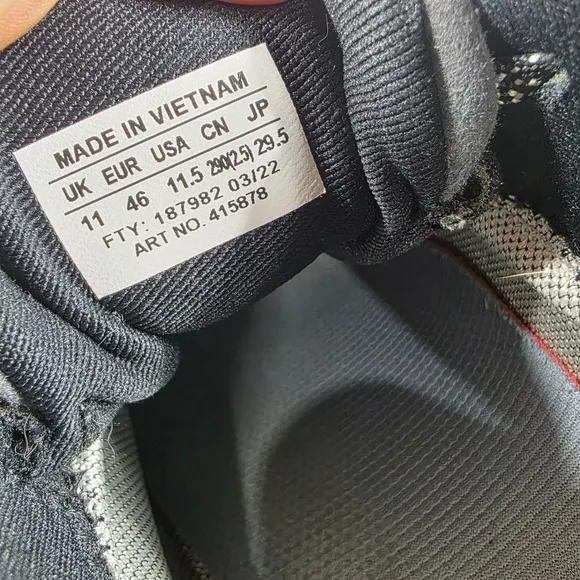 MADE IN VIETNAM
UK EUR USA CN JP
11 46 11.5 290(2.5) 29.5
FTY: 187982 03/22
ART NO. 415878